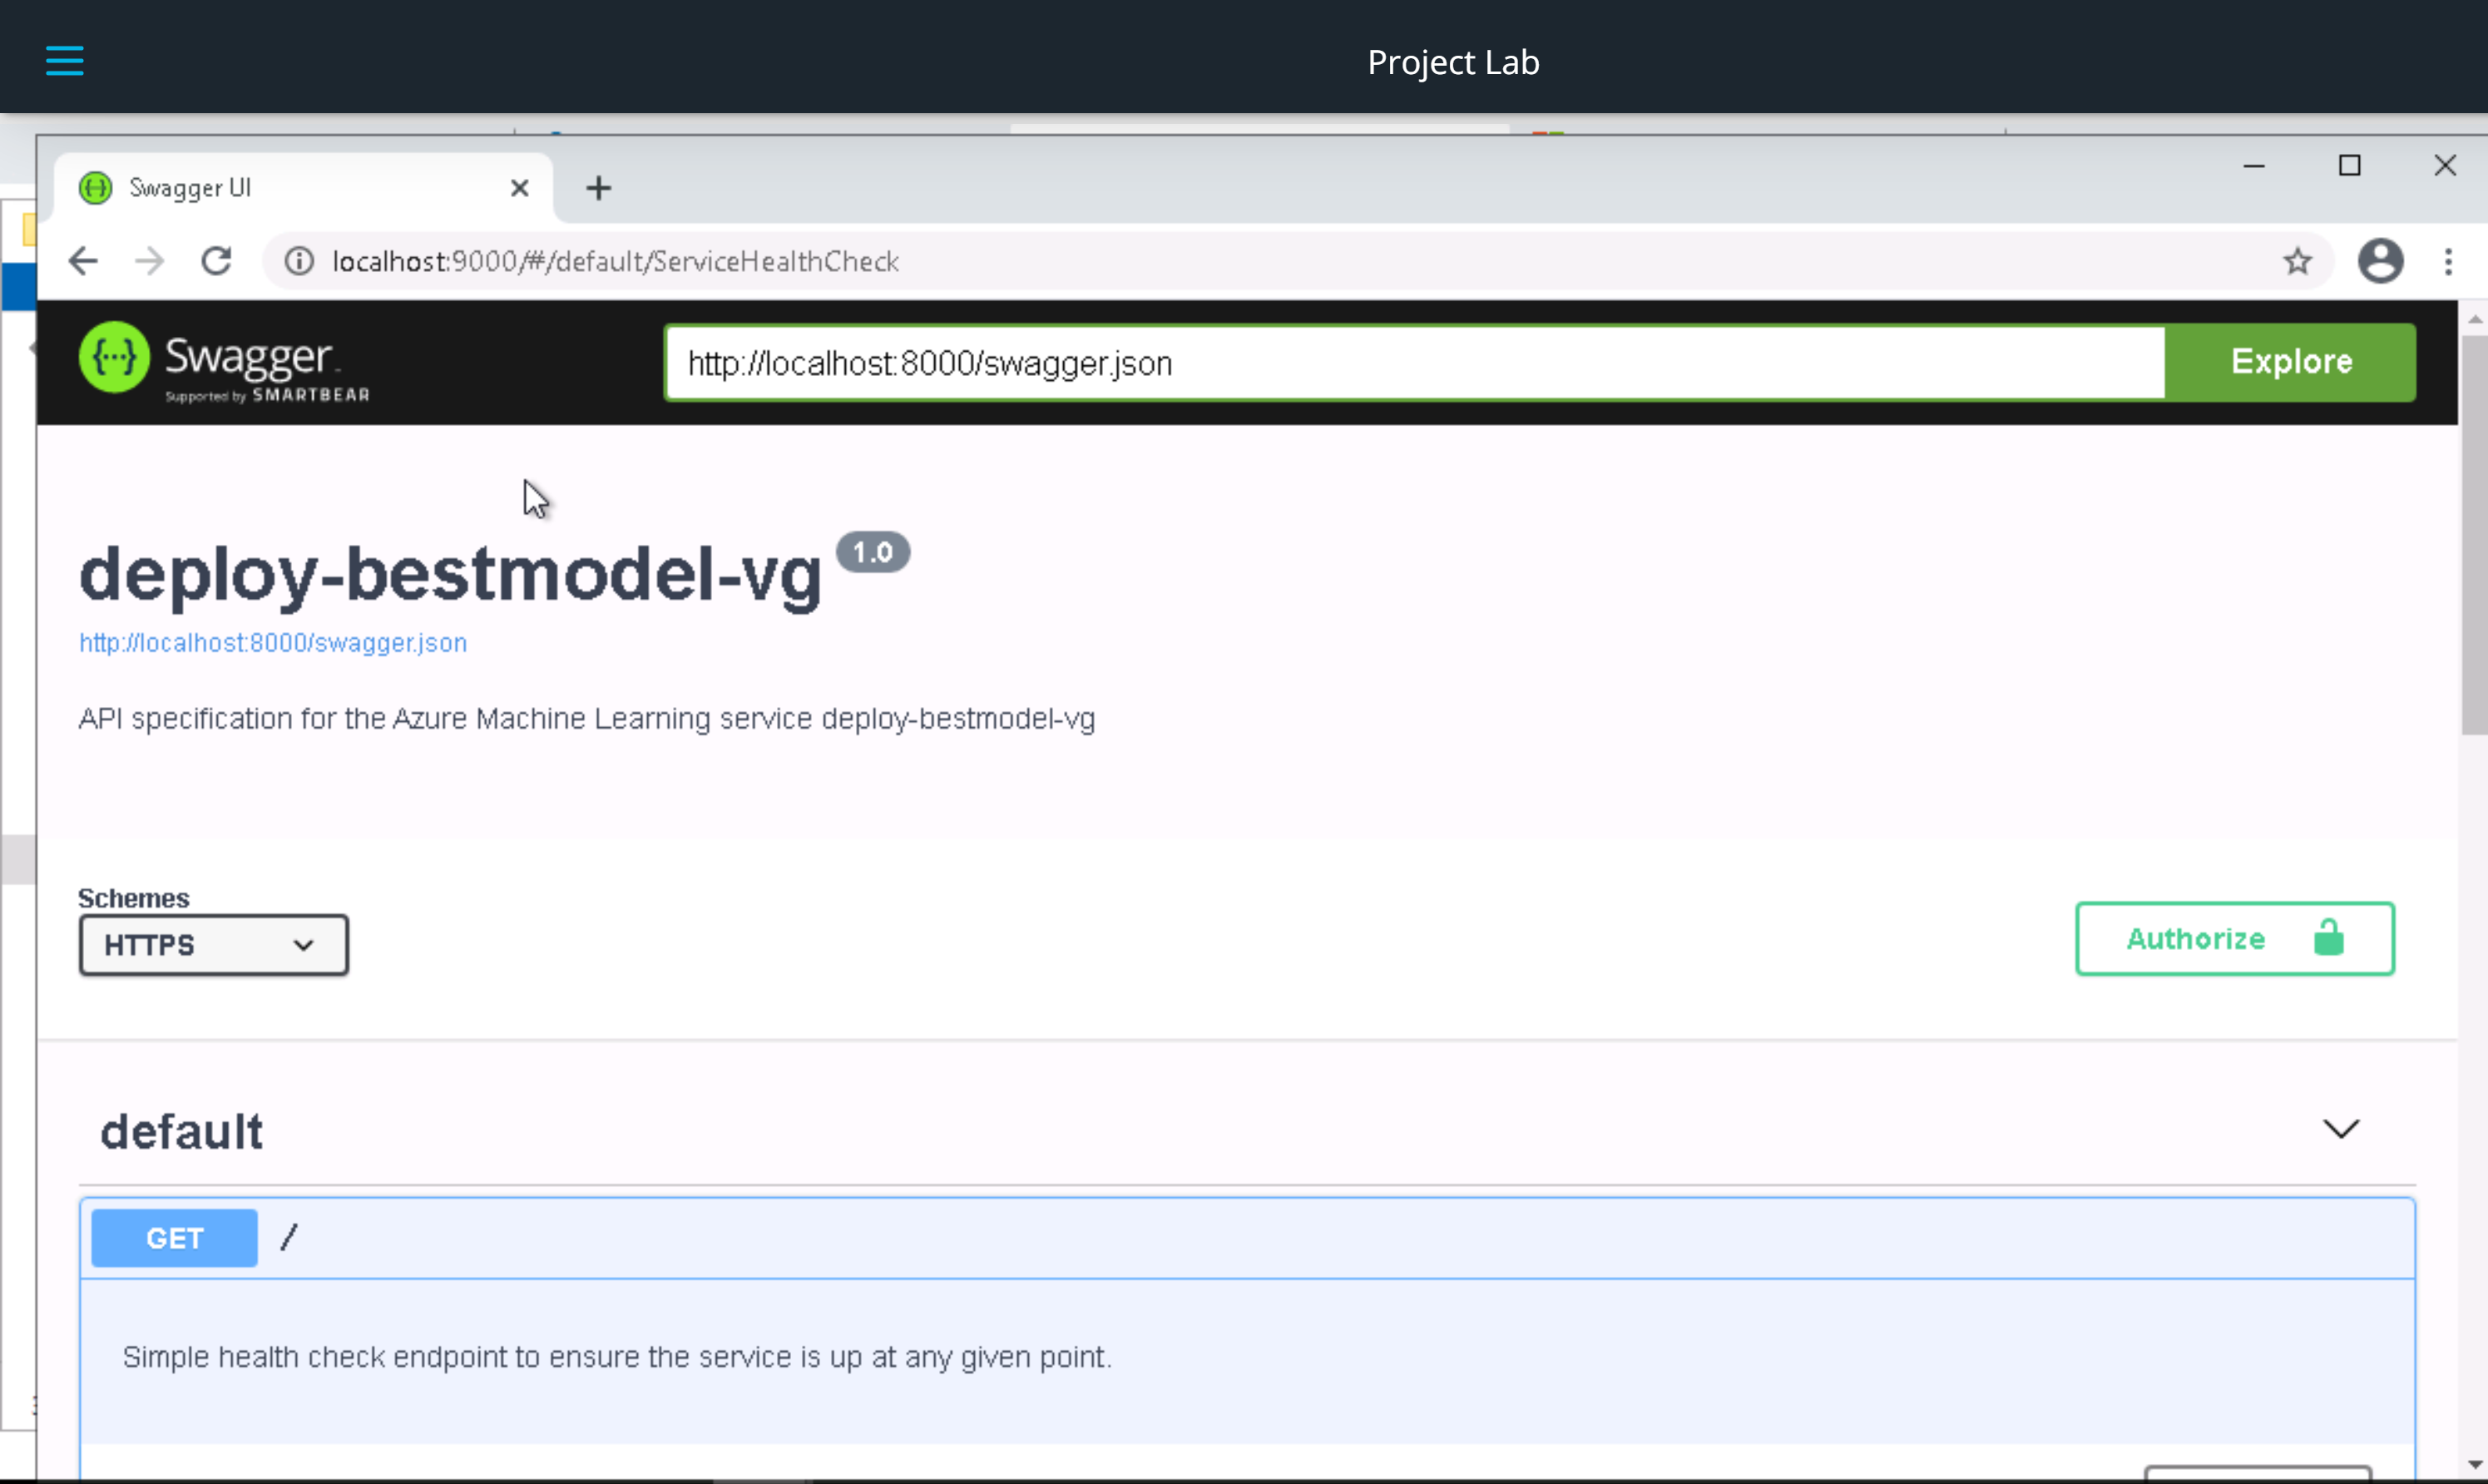 Project Lab
Swagger UI
localhost:9000/#/default/ServiceHealthCheck
Swagger
Supported by SMARTBEAR
http://localhost:8000/swagger.json
Explore
deploy-bestmodel-vg 1.0
http://localhost:8000/swagger.json
API specification for the Azure Machine Learning service deploy-bestmodel-vg
Schemes
HTTPS
Authorize
default
GET /
Simple health check endpoint to ensure the service is up at any given point.